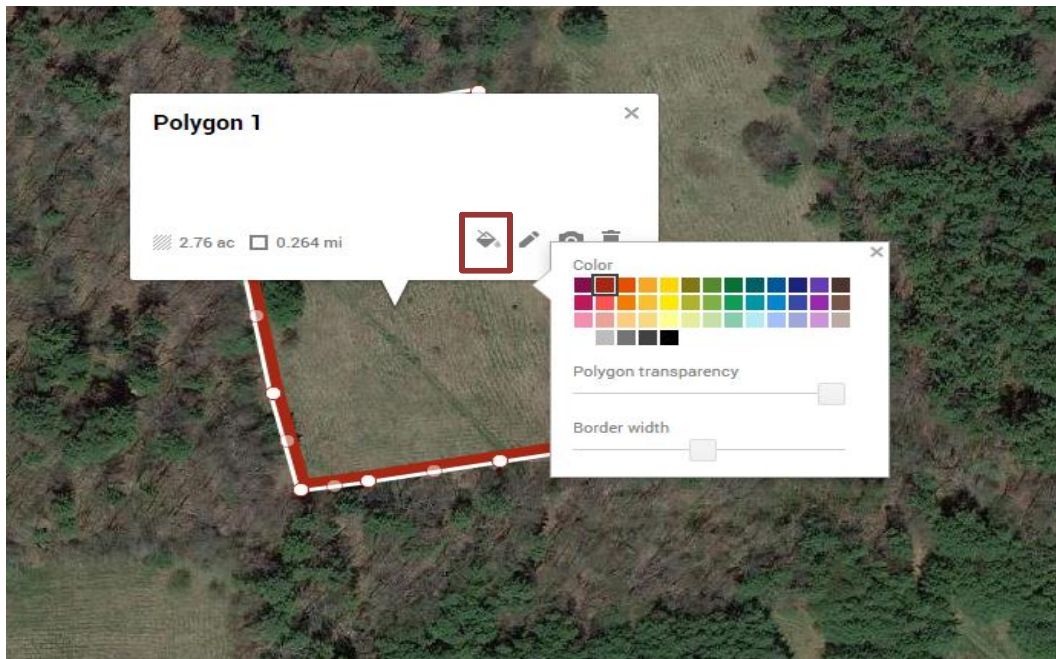 Polygon 1
2.76 ac 0.264 mi
Color
Polygon transparency
Border width